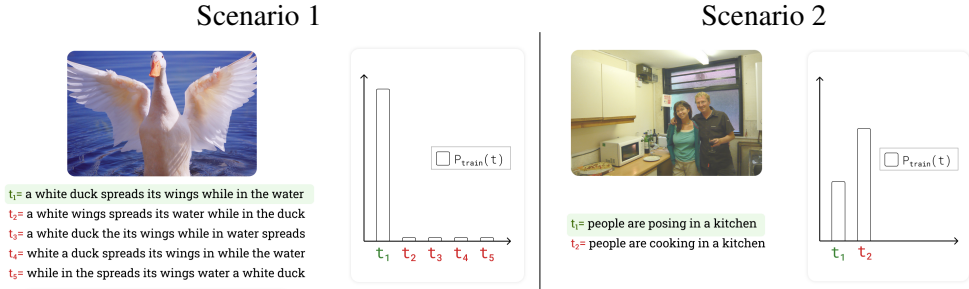 Scenario 1
t₁= a white duck spreads its wings while in the water
t₂= a white wings spreads its water while in the duck
t₃= a white duck the its wings while in water spreads
t₄= white a duck spreads its wings in while the water
t₅= while in the spreads its wings water a white duck
Pₜᵣₐᵢₙ(t)
t₁ t₂ t₃ t₄ t₅
Scenario 2
t₁= people are posing in a kitchen
t₂= people are cooking in a kitchen
Pₜᵣₐᵢₙ(t)
t₁ t₂